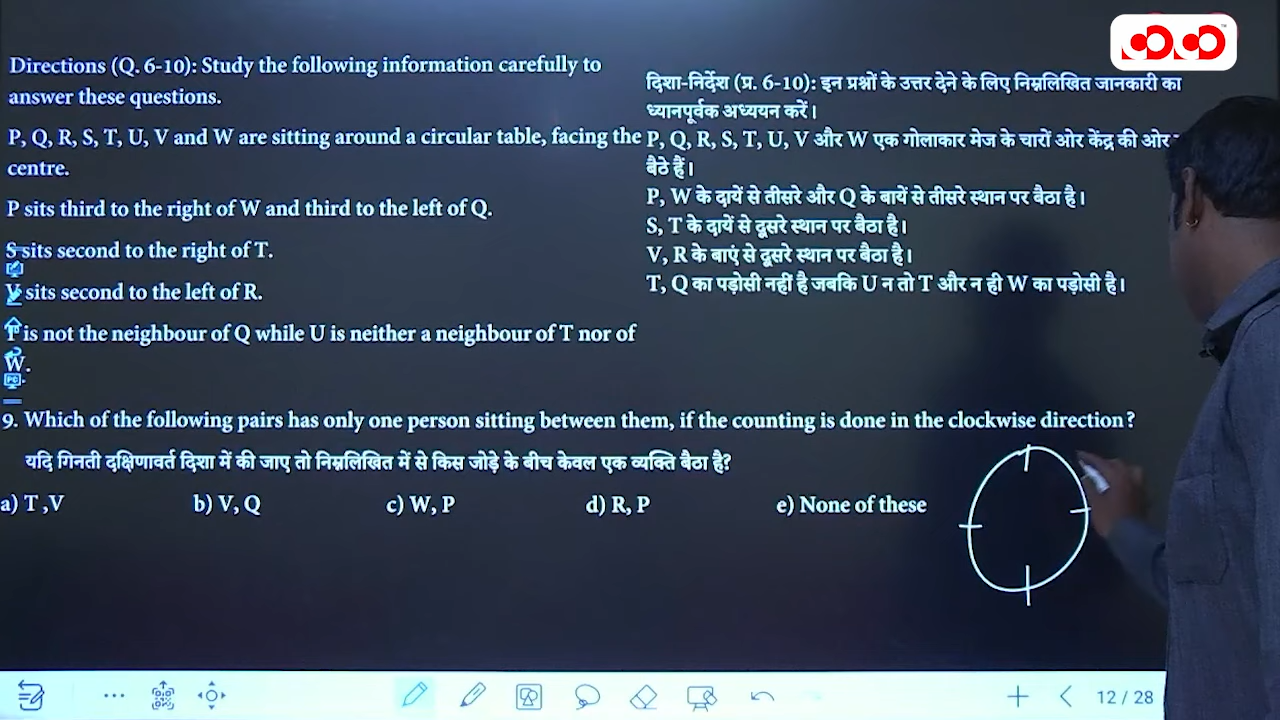 Directions (Q. 6-10): Study the following information carefully to
answer these questions.
P, Q, R, S, T, U, V and W are sitting around a circular table, facing the
centre.
P sits third to the right of W and third to the left of Q.
S sits second to the right of T.
V sits second to the left of R.
T is not the neighbour of Q while U is neither a neighbour of T nor of
W.
दिशा-निर्देश (प्र. 6-10): इन प्रश्नों के उत्तर देने के लिए निम्नलिखित जानकारी का
ध्यानपूर्वक अध्ययन करें।
P, Q, R, S, T, U, V और W एक गोलाकार मेज के चारों ओर केंद्र की ओर
बैठे हैं।
P, W के दायें से तीसरे और Q के बायें से तीसरे स्थान पर बैठा है।
S, T के दायें से दूसरे स्थान पर बैठा है।
V, R के बाएं से दूसरे स्थान पर बैठा है।
T, Q का पड़ोसी नहीं है जबकि U न तो T और न ही W का पड़ोसी है।
9. Which of the following pairs has only one person sitting between them, if the counting is done in the clockwise direction?
यदि गिनती दक्षिणावर्त दिशा में की जाए तो निम्नलिखित में से किस जोड़े के बीच केवल एक व्यक्ति बैठा है?
a) T ,V b) V, Q c) W, P d) R, P e) None of these
12 / 28